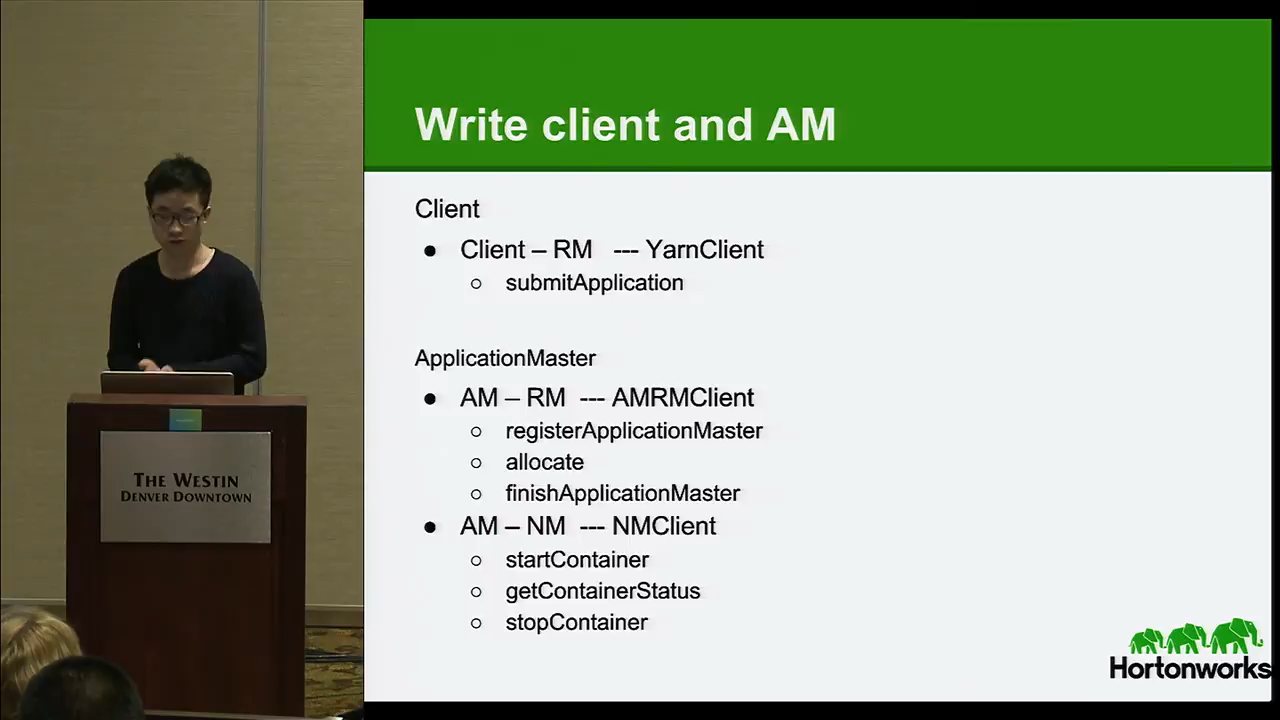 Write client and AM
Client
● Client – RM --- YarnClient
○ submitApplication
ApplicationMaster
● AM – RM --- AMRMClient
○ registerApplicationMaster
○ allocate
○ finishApplicationMaster
● AM – NM --- NMClient
○ startContainer
○ getContainerStatus
○ stopContainer
Hortonworks
THE WESTIN
DENVER DOWNTOWN